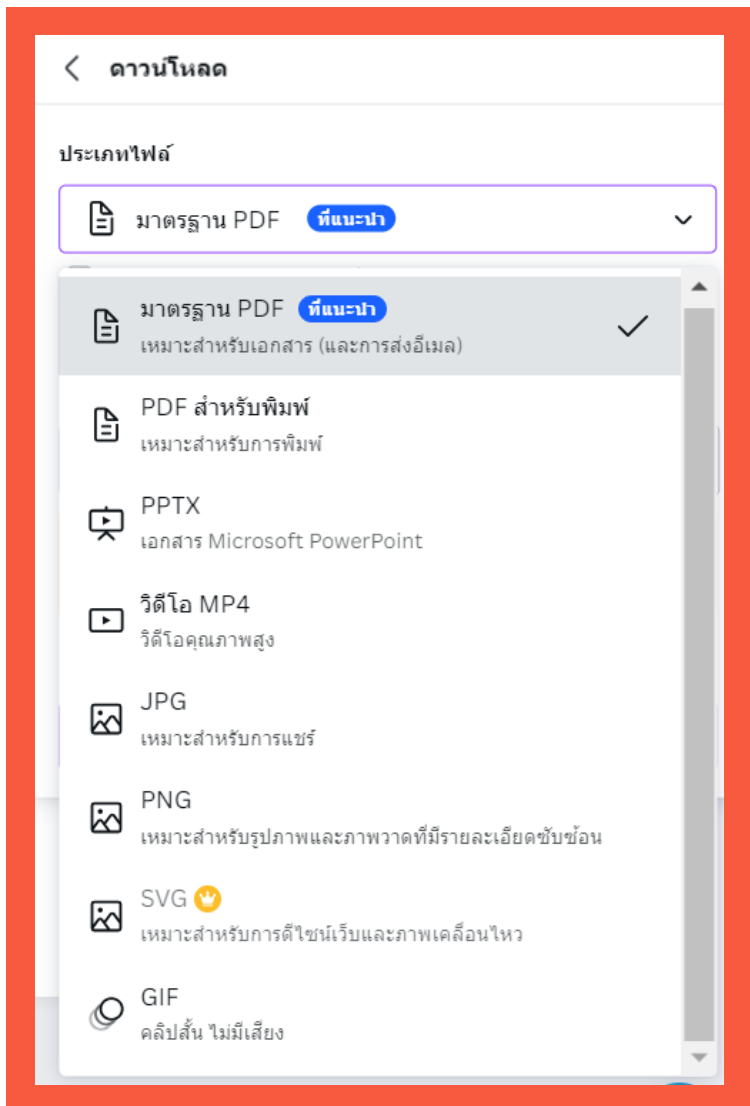 ดาวน์โหลด
ประเภทไฟล์
มาตรฐาน PDF ที่แนะนำ
มาตรฐาน PDF ที่แนะนำ
เหมาะสำหรับเอกสาร (และการส่งอีเมล)
PDF สำหรับพิมพ์
เหมาะสำหรับการพิมพ์
PPTX
เอกสาร Microsoft PowerPoint
วิดีโอ MP4
วิดีโอคุณภาพสูง
JPG
เหมาะสำหรับการแชร์
PNG
เหมาะสำหรับรูปภาพและภาพวาดที่มีรายละเอียดซับซ้อน
SVG
เหมาะสำหรับการดีไซน์เว็บและภาพเคลื่อนไหว
GIF
คลิปสั้น ไม่มีเสียง